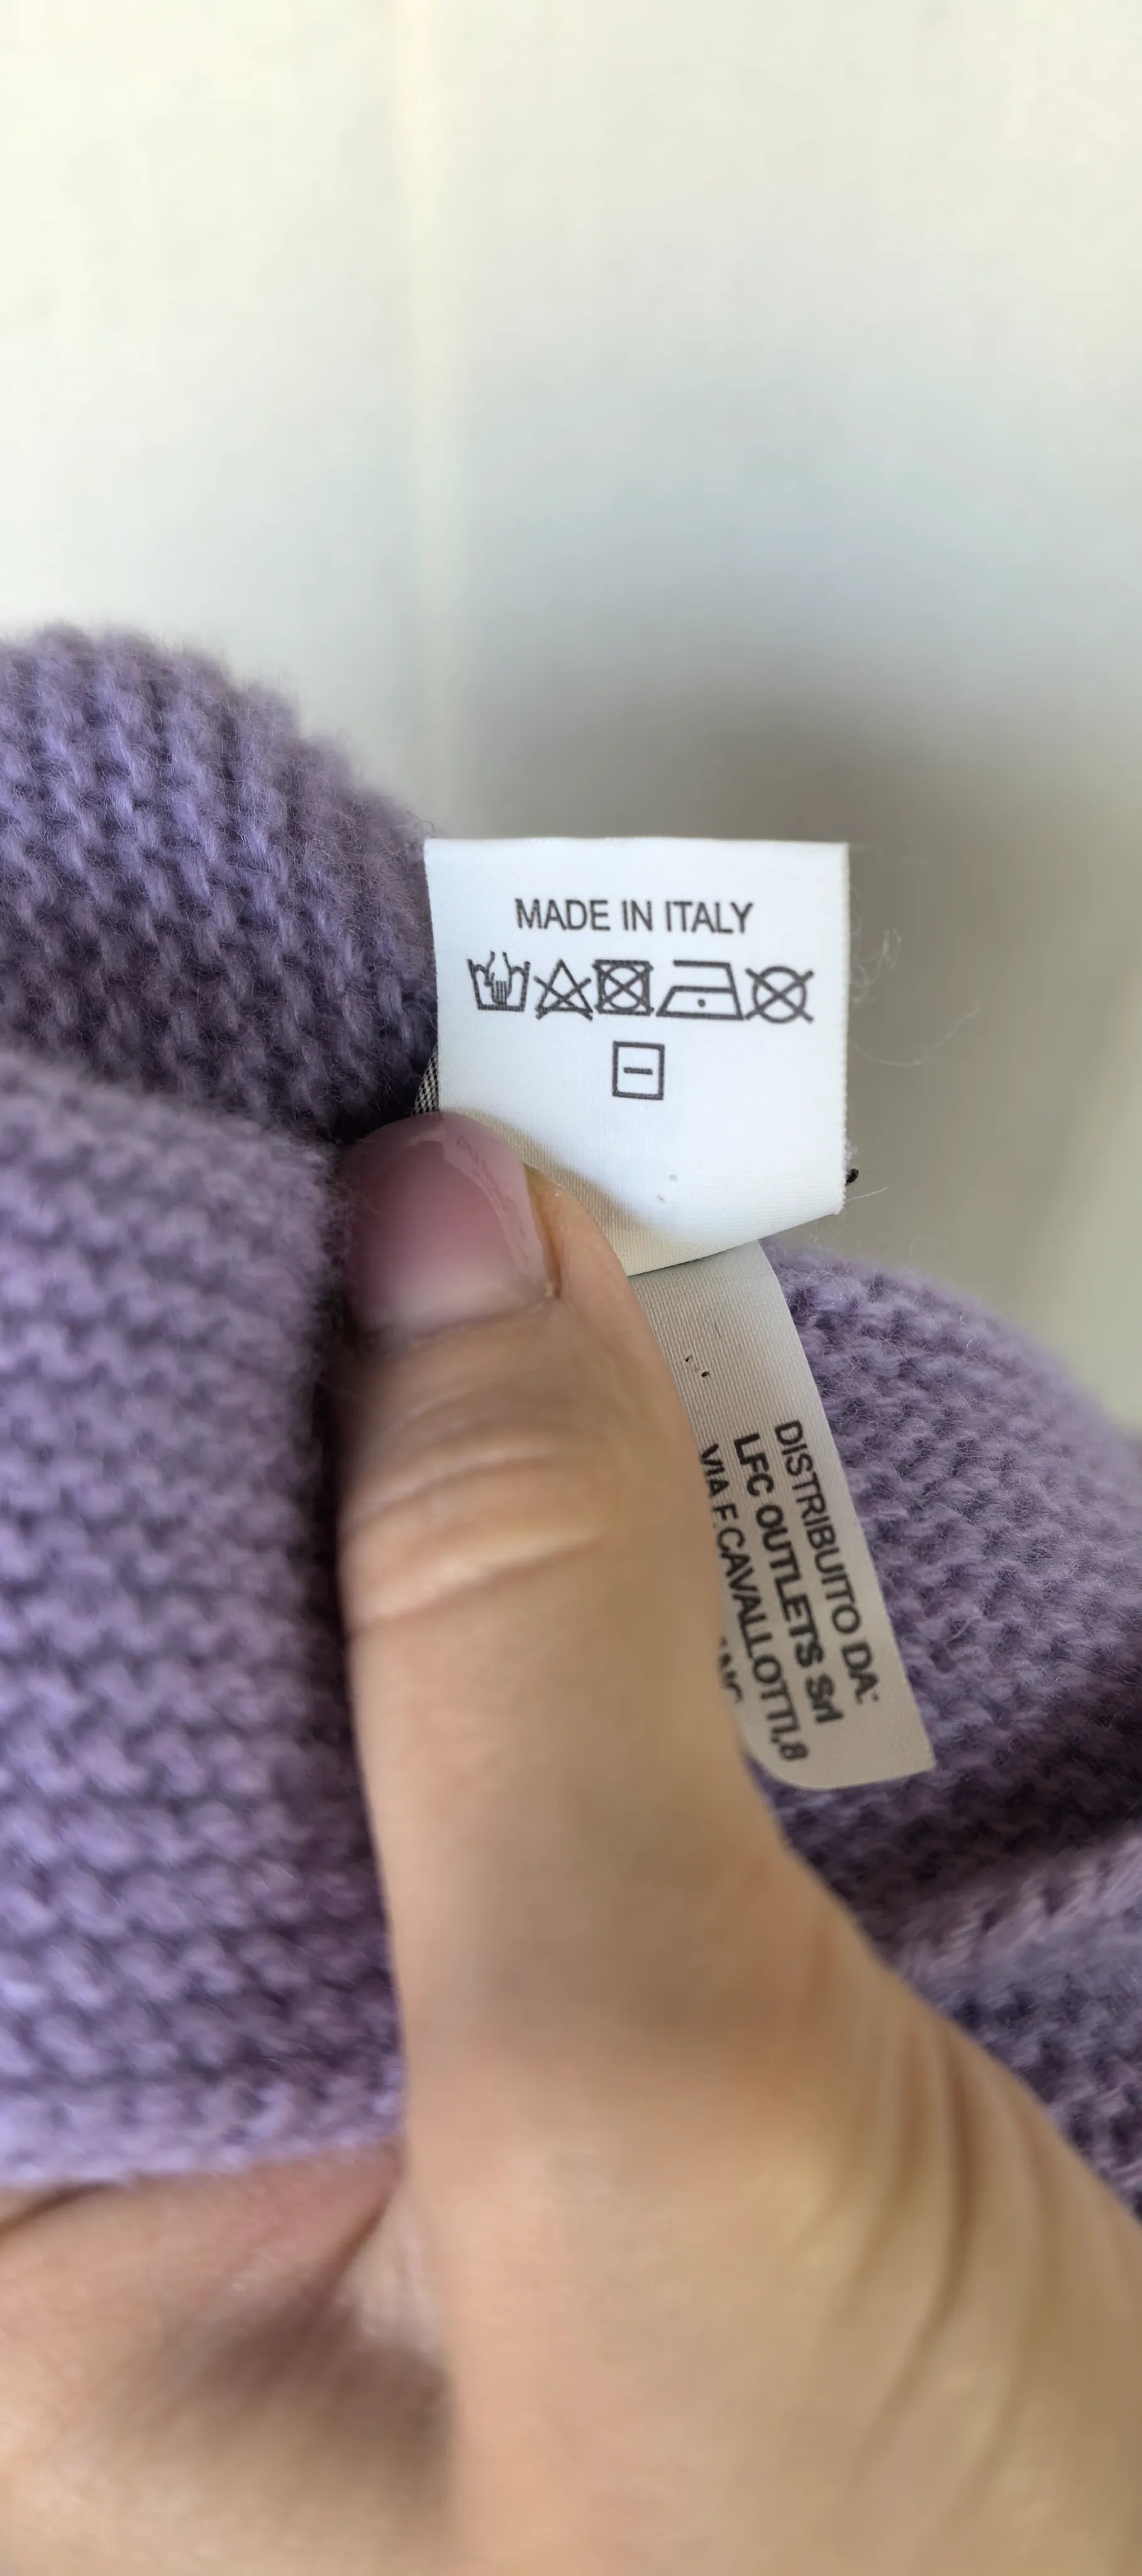 MADE IN ITALY
DISTRIBUITO DA:
LFC OUTLETS Srl
VIA F.CAVALLOTTI,8